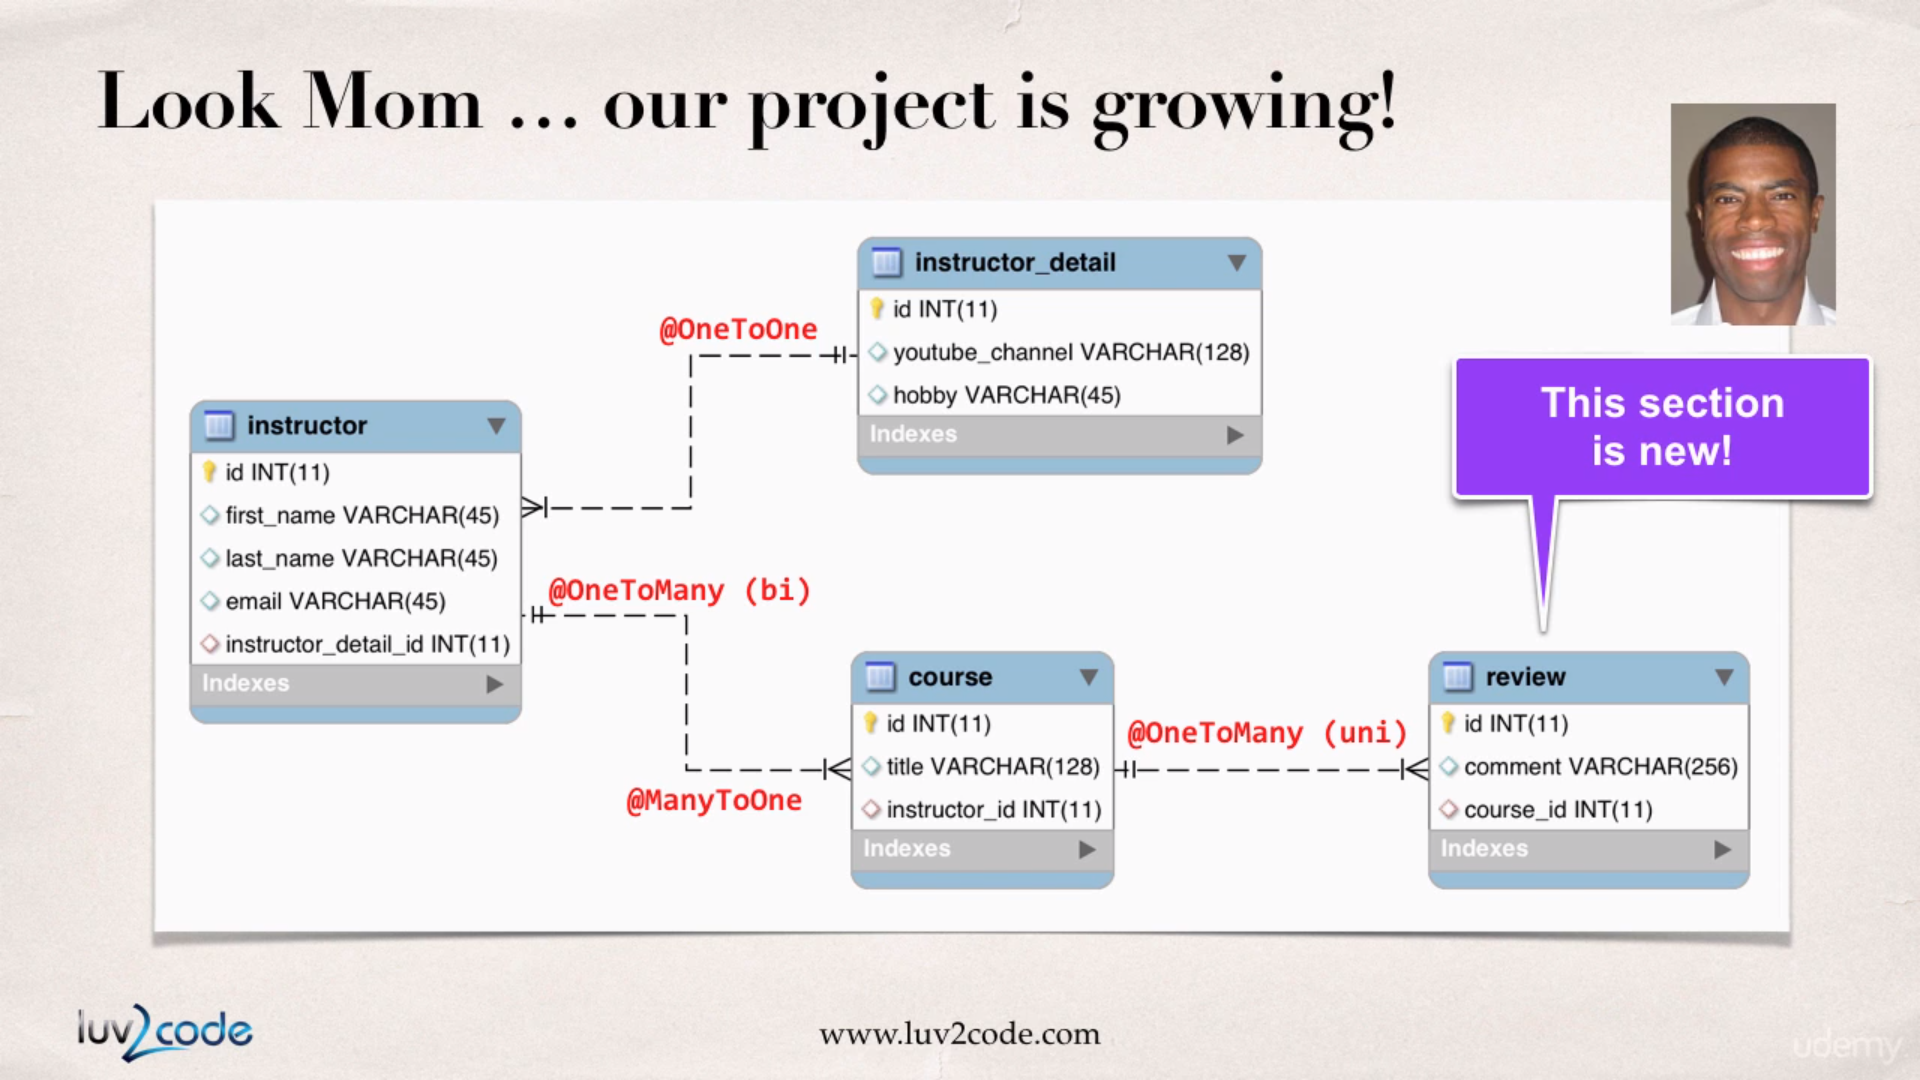 Look Mom … our project is growing!
instructor_detail
id INT(11)
youtube_channel VARCHAR(128)
hobby VARCHAR(45)
Indexes
@OneToOne
This section
is new!
instructor
id INT(11)
first_name VARCHAR(45)
last_name VARCHAR(45)
email VARCHAR(45)
instructor_detail_id INT(11)
Indexes
@OneToMany (bi)
@ManyToOne
course
id INT(11)
title VARCHAR(128)
instructor_id INT(11)
Indexes
@OneToMany (uni)
review
id INT(11)
comment VARCHAR(256)
course_id INT(11)
Indexes
luv2code
www.luv2code.com
udemy